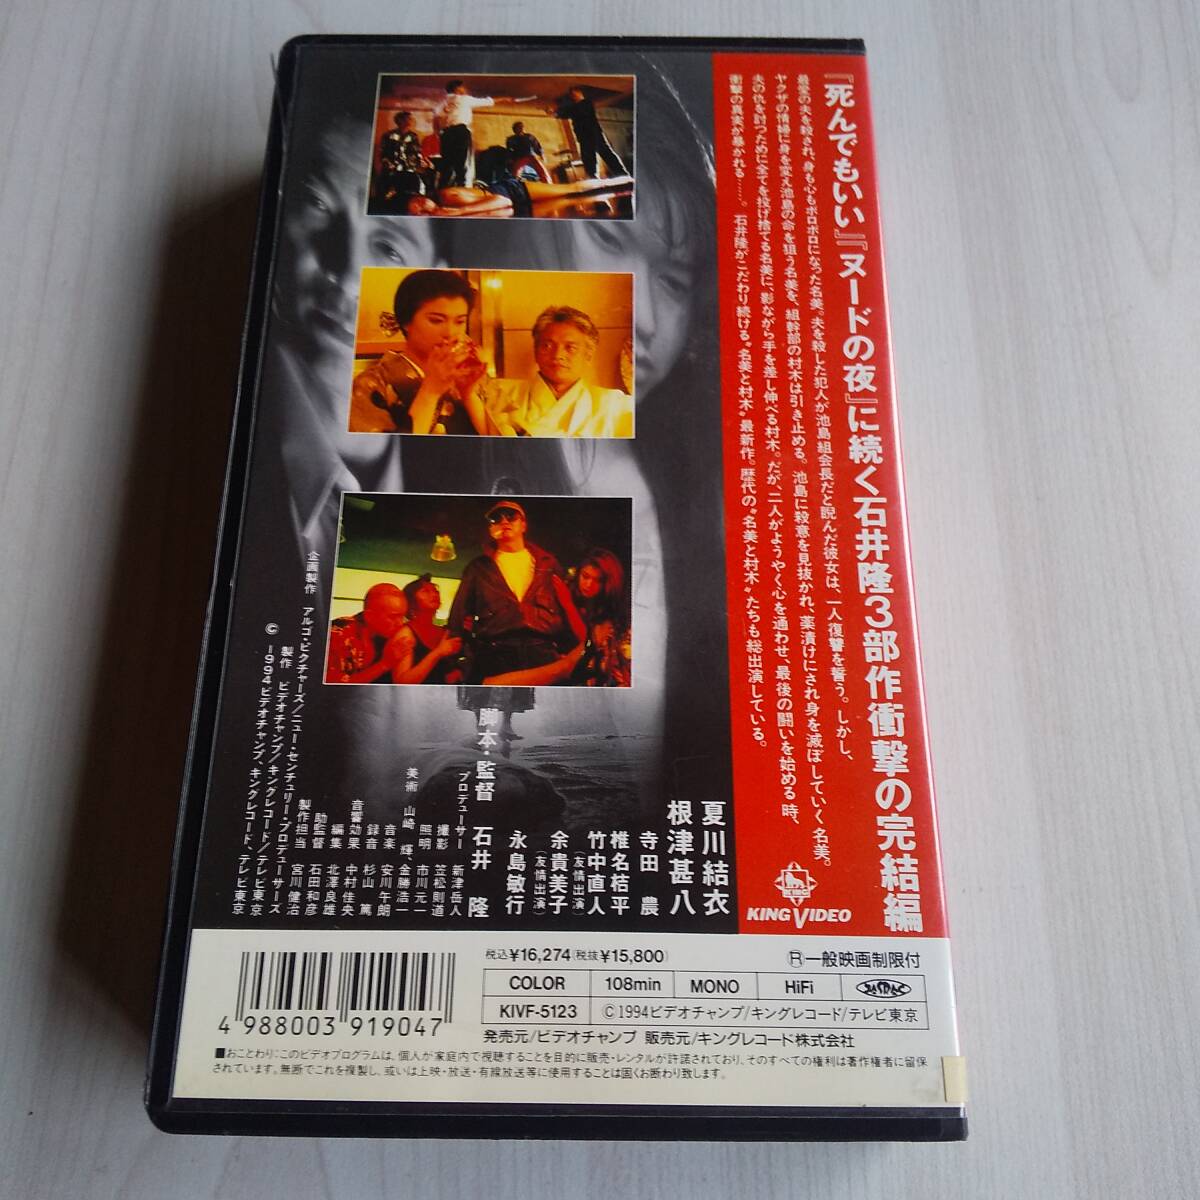 『死んでもいい』『ヌードの夜』に続く石井隆3部作衝撃の完結編
最愛の夫を殺され、身も心もボロボロになった名美。夫を殺した犯人が池島組会長だと睨んだ彼女は、一人復讐を誓う。しかし、
ヤクザの情婦に身を変え池島の命を狙う名美を、組幹部の村木は引き止める。池島に殺意を見抜かれ、薬漬けにされ身を滅ぼしていく名美。
夫の仇を討つために全てを投げ捨てる名美に、影ながら手を差し伸べる村木。だが、二人がようやく心を通わせ、最後の闘いを始める時、
衝撃の真実が暴かれる……。石井隆がこだわり続ける“名美と村木”最新作。歴代の“名美と村木”たちも総出演している。
KING
KING VIDEO
夏川結衣
根津甚八
寺田 農
椎名桔平
竹中直人
(友情出演)
余貴美子
(友情出演)
永島敏行
脚本・監督 石井 隆
プロデューサー 新津岳人
撮影 笠松則通
照明 市川元一
美術 山崎 輝、金勝浩一
音楽 安川午朗
録音 杉山 篤
音響効果 中村佳央
編集 北澤良雄
助監督 石田和彦
製作担当 宮川健治
企画製作 アルゴ・ピクチャーズ/ニュー・センチュリー・プロデューサーズ
製作 ビデオチャンプ/キングレコード/テレビ東京
©1994ビデオチャンプ、キングレコード、テレビ東京
税込¥16,274(税抜¥15,800)
Ⓡ一般映画制限付
COLOR 108min MONO HiFi JASRAC
KIVF-5123 ©1994ビデオチャンプ/キングレコード/テレビ東京
発売元/ビデオチャンプ 販売元/キングレコード株式会社
4 988003 919047
■おことわり:このビデオプログラムは、個人が家庭内で視聴することを目的に販売・レンタルが許諾されており、そのすべての権利は著作権者に留保
されています。無断でこれを複製し、或いは上映・放送・有線放送等に使用することは固くお断り致します。